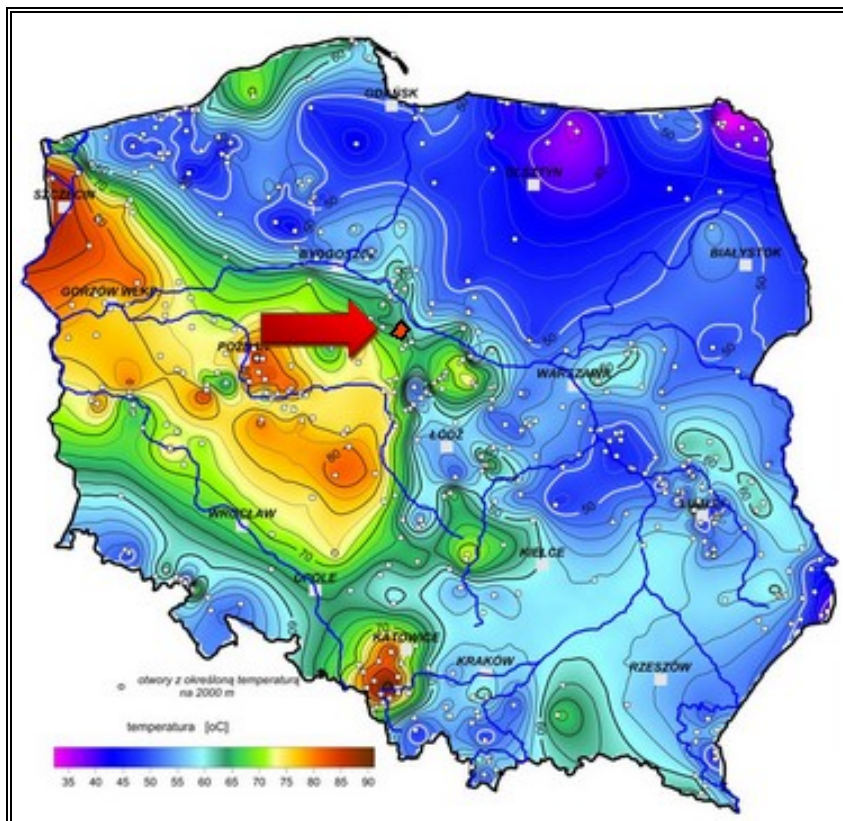 GDAŃSK
OLSZTYN
SZCZECIN
BIAŁYSTOK
BYDGOSZCZ
GORZÓW WLKP
WARSZAWA
ŁÓDŹ
WROCŁAW
KIELCE
OPOLE
KATOWICE
KRAKÓW
RZESZÓW
otwory z określoną temperaturą
na 2000 m
temperatura [oC]
35 40 45 50 55 60 65 70 75 80 85 90